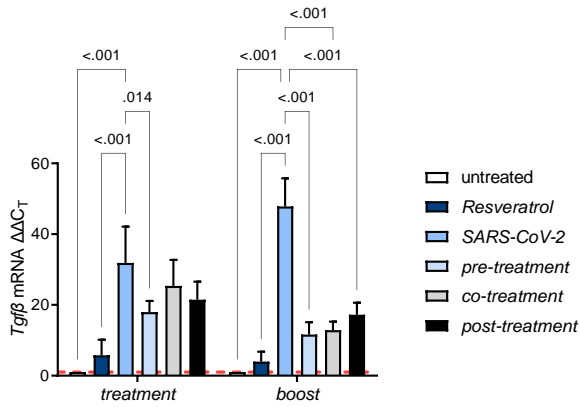 <.001
<.001
<.001
<.001
.014
<.001
<.001
<.001
<.001
Tgfβ mRNA ΔΔCT
60
40
20
0
treatment
boost
untreated
Resveratrol
SARS-CoV-2
pre-treatment
co-treatment
post-treatment